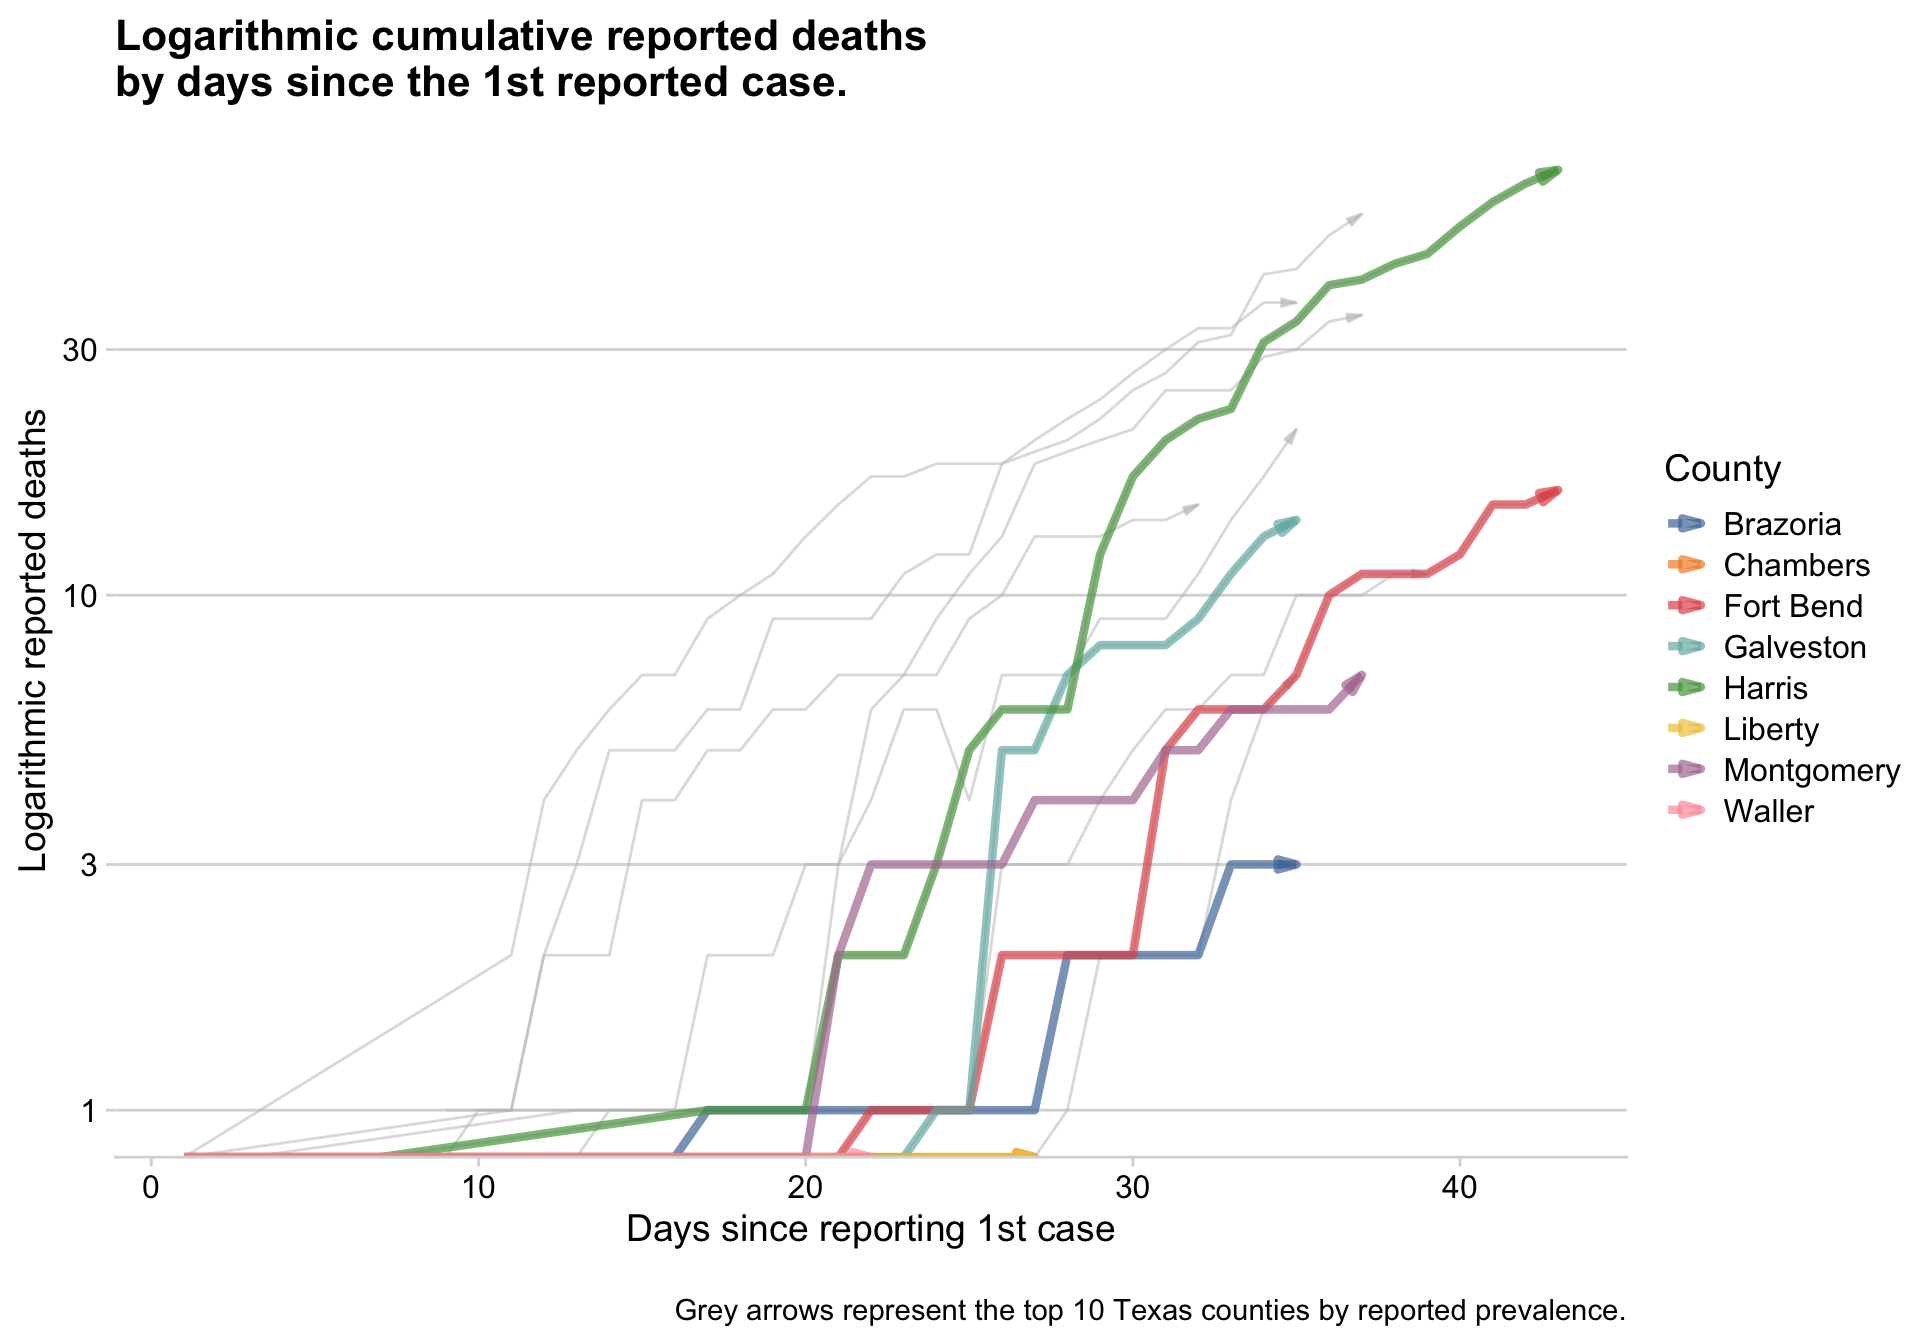 Logarithmic cumulative reported deaths
by days since the 1st reported case.
Logarithmic reported deaths
30
10
3
1
0 10 20 30 40
Days since reporting 1st case
County
Brazoria
Chambers
Fort Bend
Galveston
Harris
Liberty
Montgomery
Waller
Grey arrows represent the top 10 Texas counties by reported prevalence.